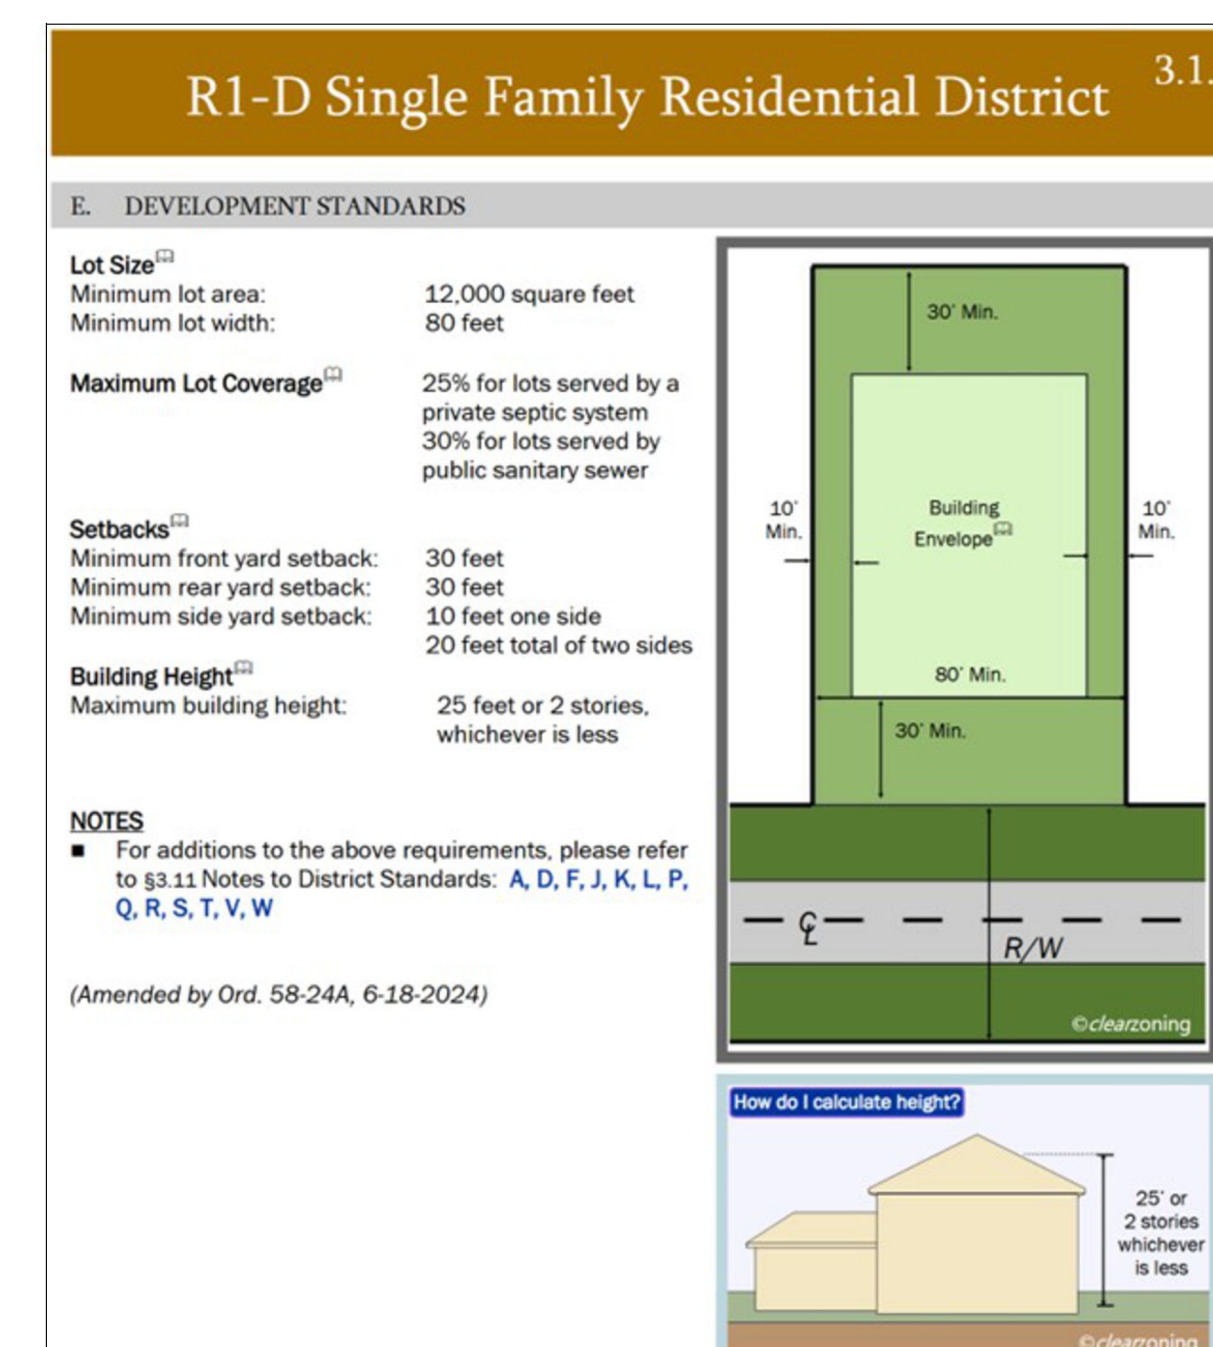 R1-D Single Family Residential District
3.1.
E. DEVELOPMENT STANDARDS
Lot Size
Minimum lot area: 12,000 square feet
Minimum lot width: 80 feet
Maximum Lot Coverage 25% for lots served by a
private septic system
30% for lots served by
public sanitary sewer
Setbacks
Minimum front yard setback: 30 feet
Minimum rear yard setback: 30 feet
Minimum side yard setback: 10 feet one side
20 feet total of two sides
Building Height
Maximum building height: 25 feet or 2 stories,
whichever is less
NOTES
■ For additions to the above requirements, please refer
to §3.11 Notes to District Standards: A, D, F, J, K, L, P,
Q, R, S, T, V, W
(Amended by Ord. 58-24A, 6-18-2024)
30' Min.
10'
Min.
Building
Envelope
10'
Min.
80' Min.
30' Min.
℄
R/W
©clearzoning
How do I calculate height?
25' or
2 stories
whichever
is less
©clearzoning